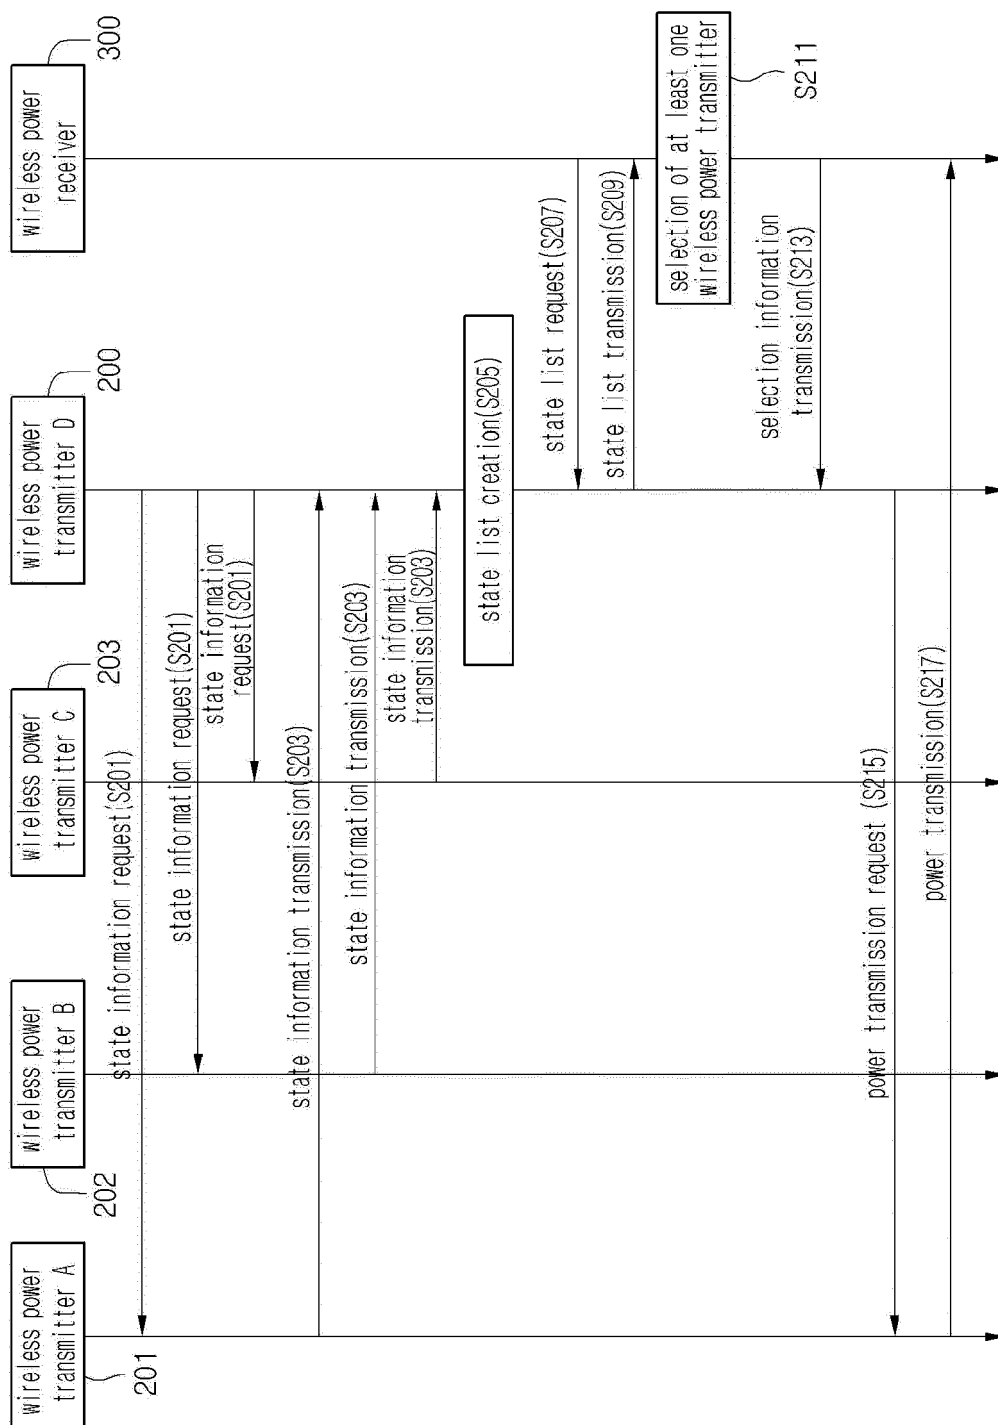 wireless power
transmitter A
201
wireless power
transmitter B
202
wireless power
transmitter C
203
wireless power
transmitter D
200
wireless power
receiver
300
state information request(S201)
state information request(S201)
state information
request(S201)
state information transmission(S203)
state information transmission(S203)
state information
transmission(S203)
state list creation(S205)
state list request(S207)
state list transmission(S209)
selection of at least one
wireless power transmitter
S211
selection information
transmission(S213)
power transmission request (S215)
power transmission(S217)